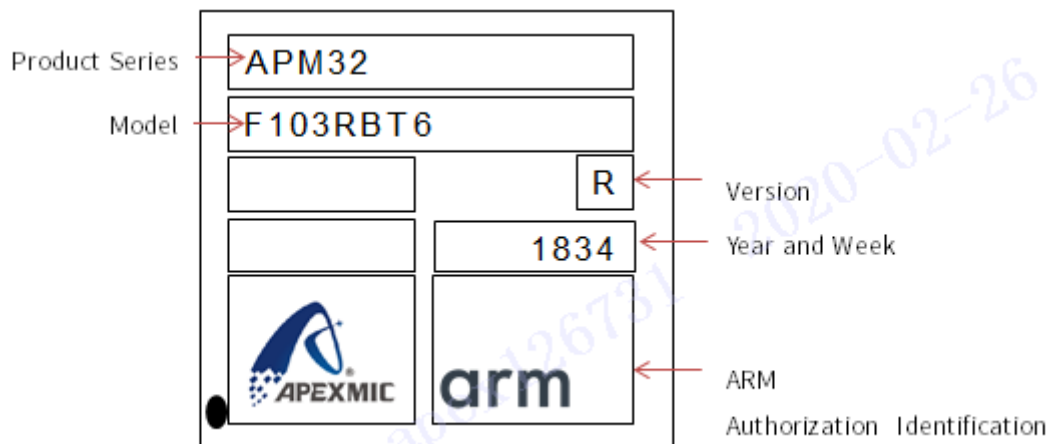 Product Series
APM32
Model
F103RBT6
R
Version
1834
Year and Week
APEXMIC
®
arm
ARM
Authorization Identification
2020-02-26